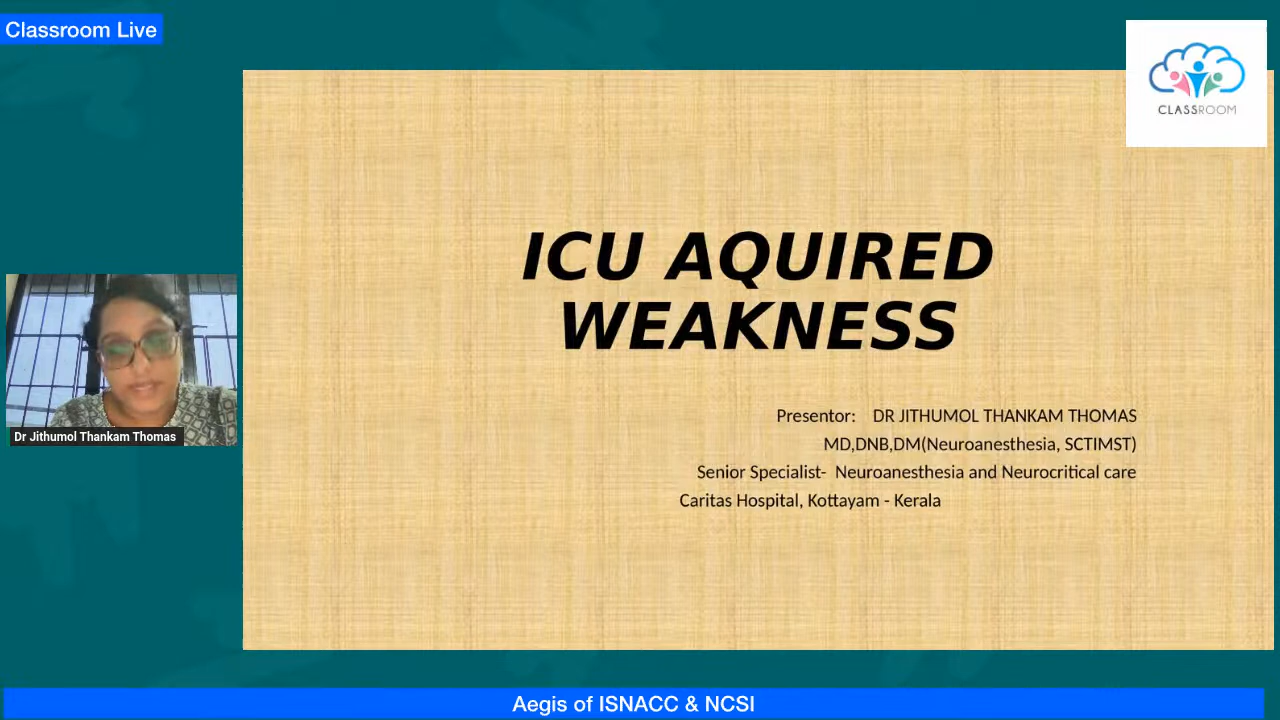 Classroom Live
CLASSROOM
ICU AQUIRED
WEAKNESS
Presentor: DR JITHUMOL THANKAM THOMAS
MD,DNB,DM(Neuroanesthesia, SCTIMST)
Senior Specialist- Neuroanesthesia and Neurocritical care
Caritas Hospital, Kottayam - Kerala
Dr Jithumol Thankam Thomas
Aegis of ISNACC & NCSI